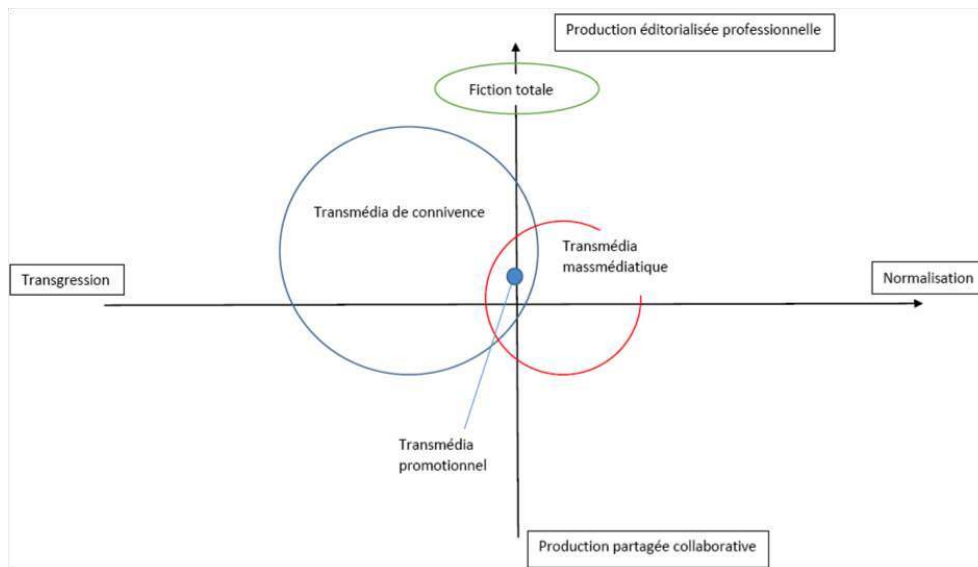 Production éditorialisée professionnelle
Fiction totale
Transmédia de connivence
Transmédia
massmédiatique
Transgression
Normalisation
Transmédia
promotionnel
Production partagée collaborative